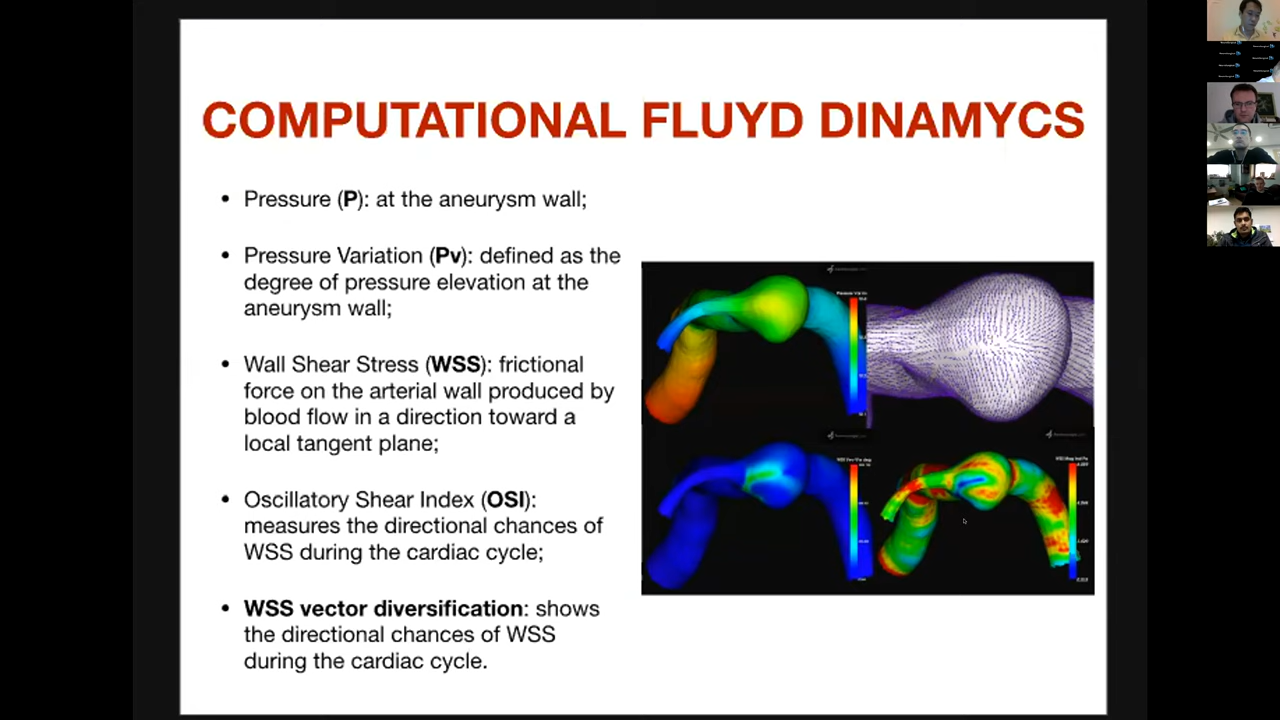 COMPUTATIONAL FLUYD DINAMYCS
• Pressure (P): at the aneurysm wall;
• Pressure Variation (Pv): defined as the
degree of pressure elevation at the
aneurysm wall;
• Wall Shear Stress (WSS): frictional
force on the arterial wall produced by
blood flow in a direction toward a
local tangent plane;
• Oscillatory Shear Index (OSI):
measures the directional chances of
WSS during the cardiac cycle;
• WSS vector diversification: shows
the directional chances of WSS
during the cardiac cycle.